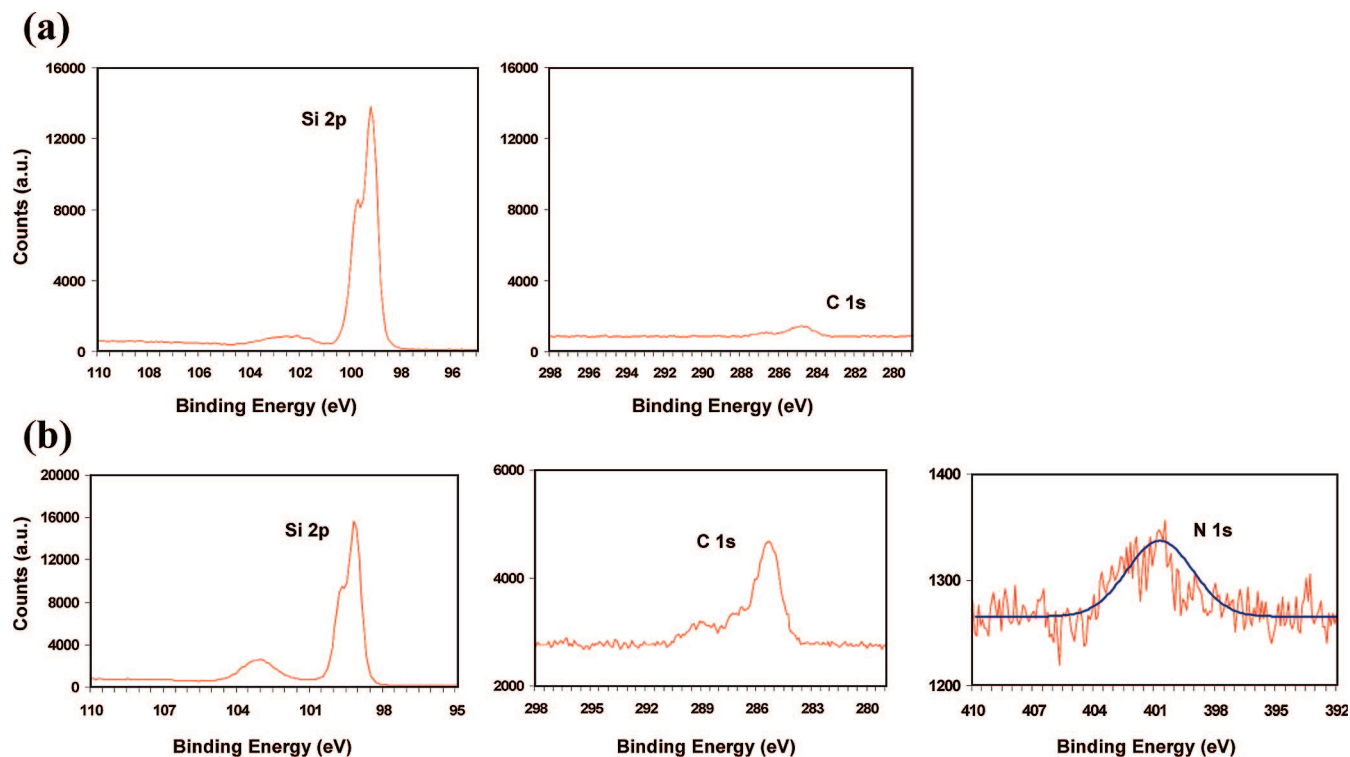 (a)
16000 16000
Si 2p
12000 12000
Counts (a.u.)
8000 8000
4000 4000
C 1s
0 0
110 108 106 104 102 100 98 96 298 296 294 292 290 288 286 284 282 280
Binding Energy (eV) Binding Energy (eV)
(b)
20000 6000 1400
Si 2p C 1s N 1s
16000
Counts (a.u.)
12000 4000 1300
8000
4000
0 2000 1200
110 107 104 101 98 95 298 295 292 289 286 283 280 410 407 404 401 398 395 392
Binding Energy (eV) Binding Energy (eV) Binding Energy (eV)